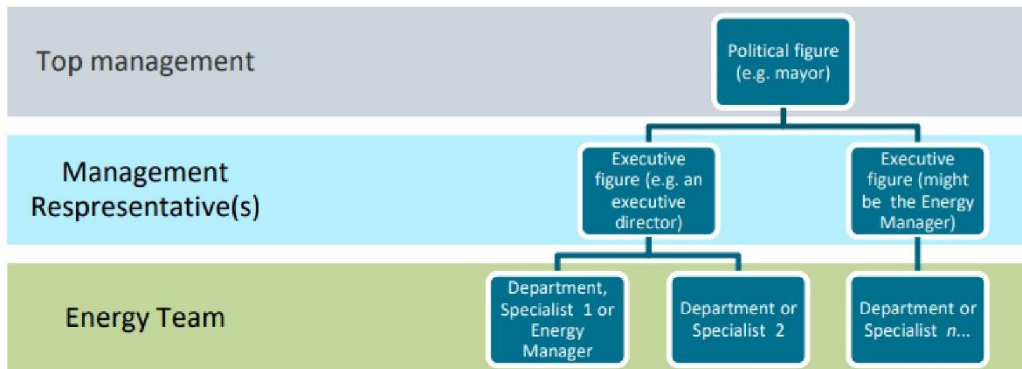 Top management
Political figure
(e.g. mayor)
Management
Respresentative(s)
Executive
figure (e.g. an
executive
director)
Executive
figure (might
be the Energy
Manager)
Energy Team
Department,
Specialist 1 or
Energy
Manager
Department or
Specialist 2
Department or
Specialist n...